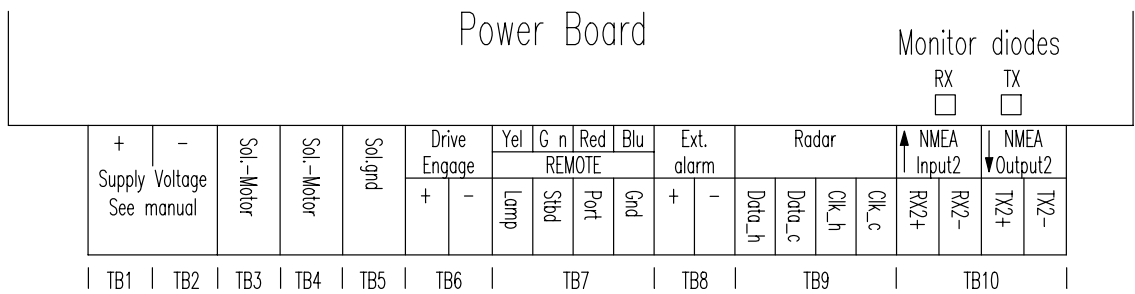 Power Board
Monitor diodes
RX TX
+ − Sol.-Motor Sol.-Motor Sol.gnd
Supply Voltage
See manual
Drive
Engage
+ −
Yel G n Red Blu
REMOTE
Lamp Stbd Port Gnd
Ext.
alarm
+ −
Radar
Data_h Data_c Clk_h Clk_c
NMEA
Input2
RX2+ RX2-
NMEA
Output2
TX2+ TX2-
TB1 TB2 TB3 TB4 TB5 TB6 TB7 TB8 TB9 TB10